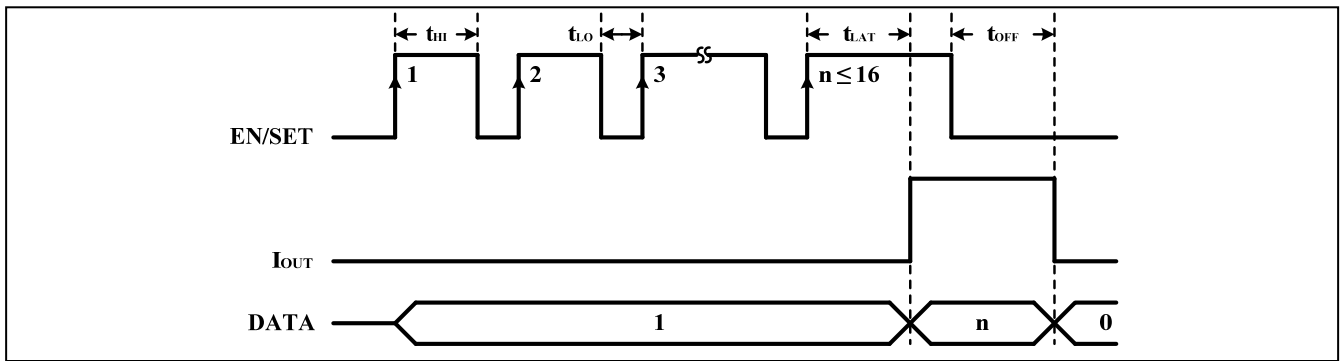 tHI tLO tLAT tOFF
1 2 3 n ≤ 16
EN/SET
IOUT
DATA 1 n 0